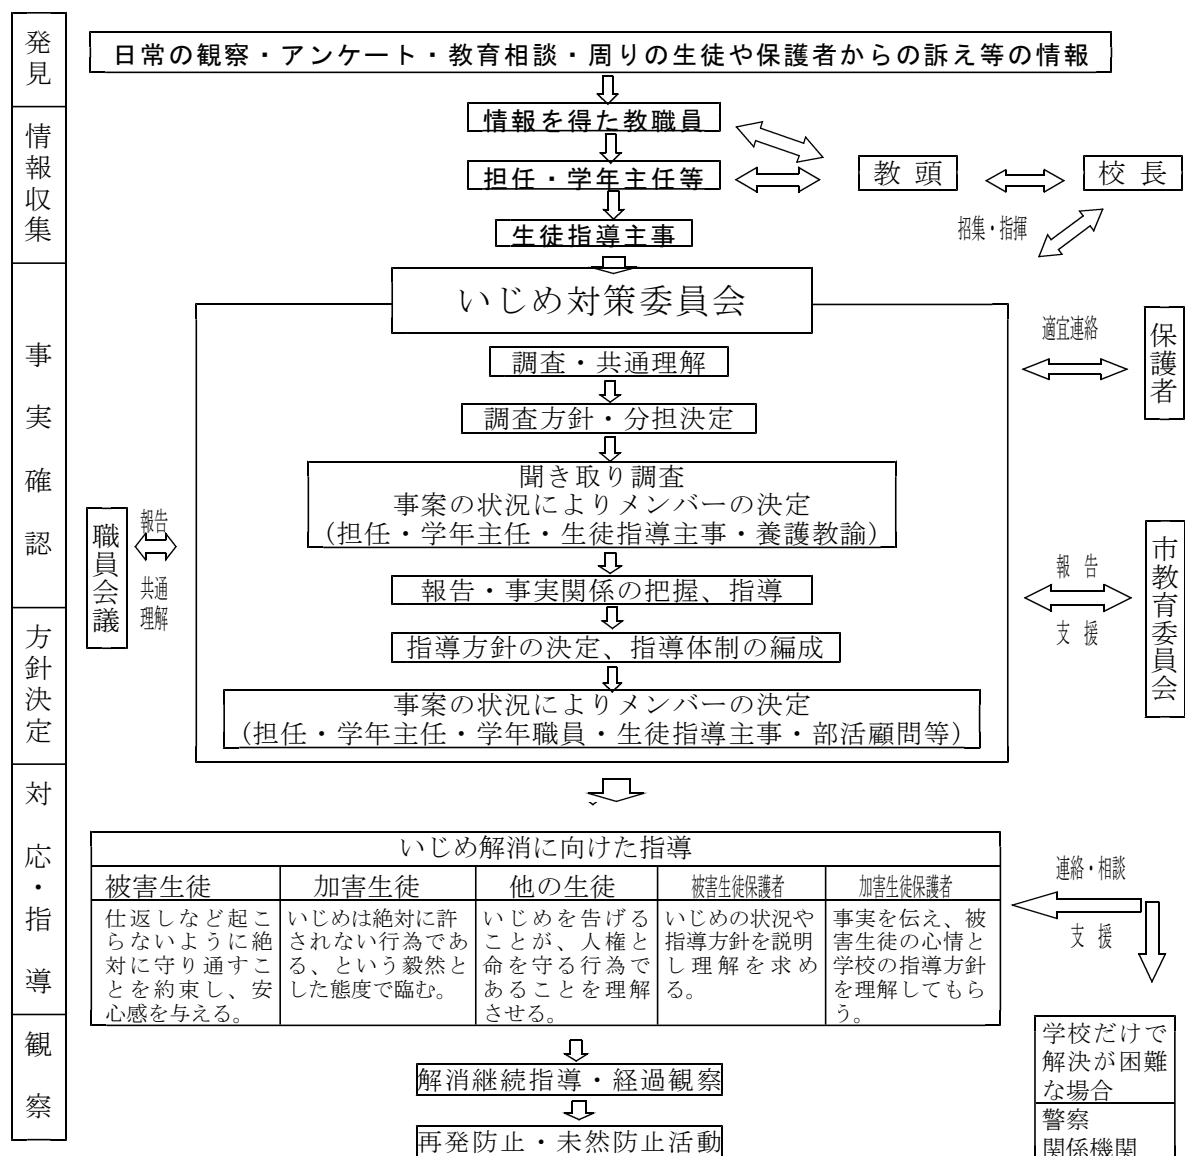 発見
日常の観察・アンケート・教育相談・周りの生徒や保護者からの訴え等の情報
情報収集
情報を得た教職員
担任・学年主任等
教頭
校長
生徒指導主事
招集・指揮
事実確認
いじめ対策委員会
適宜連絡
保護者
調査・共通理解
調査方針・分担決定
聞き取り調査
事案の状況によりメンバーの決定
(担任・学年主任・生徒指導主事・養護教諭)
職員会議
報告
共通
理解
報告・事実関係の把握、指導
報 告
支 援
市教育委員会
方針決定
指導方針の決定、指導体制の編成
事案の状況によりメンバーの決定
(担任・学年主任・学年職員・生徒指導主事・部活顧問等)
対応・指導
いじめ解消に向けた指導
被害生徒
仕返しなど起こ
らないように絶
対に守り通すこ
とを約束し、安
心感を与える。
加害生徒
いじめは絶対に許
されない行為であ
る、という毅然と
した態度で臨む。
他の生徒
いじめを告げる
ことが、人権と
命を守る行為で
あることを理解
させる。
被害生徒保護者
いじめの状況や
指導方針を説明
し理解を求め
る。
加害生徒保護者
事実を伝え、被
害生徒の心情と
学校の指導方針
を理解してもら
う。
連絡・相談
支 援
観察
解消継続指導・経過観察
再発防止・未然防止活動
学校だけで
解決が困難
な場合
警察
関係機関